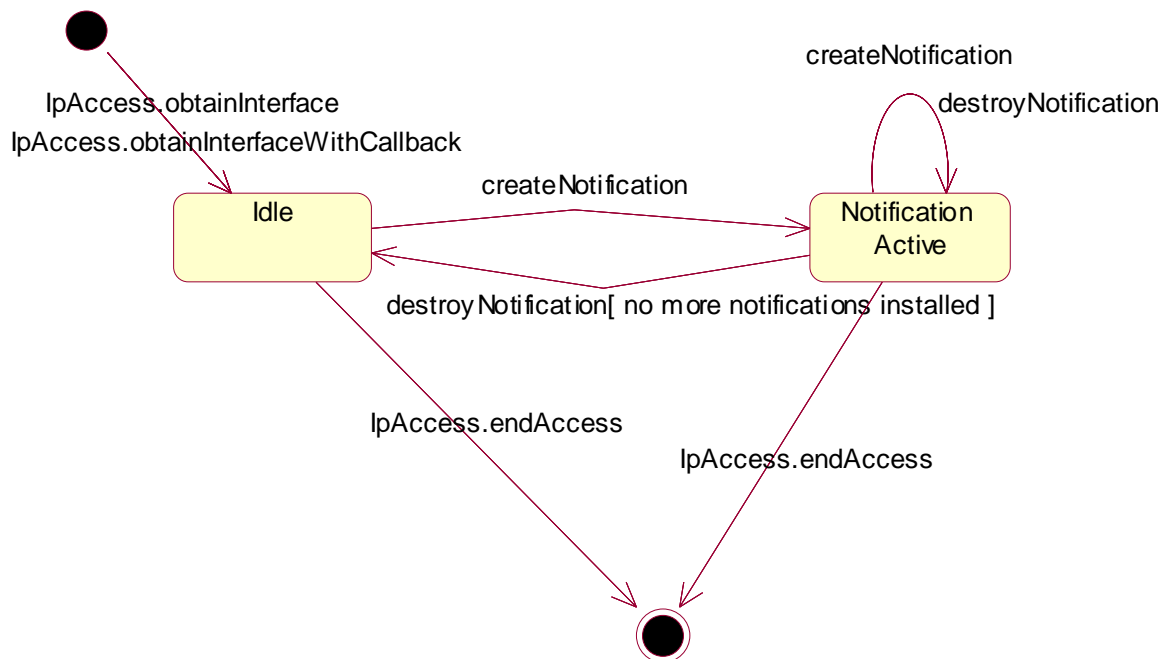 createNotification
destroyNotification
IpAccess.obtainInterface
IpAccess.obtainInterfaceWithCallback
createNotification
Idle
Notification
Active
destroyNotification[ no more notifications installed ]
IpAccess.endAccess
IpAccess.endAccess